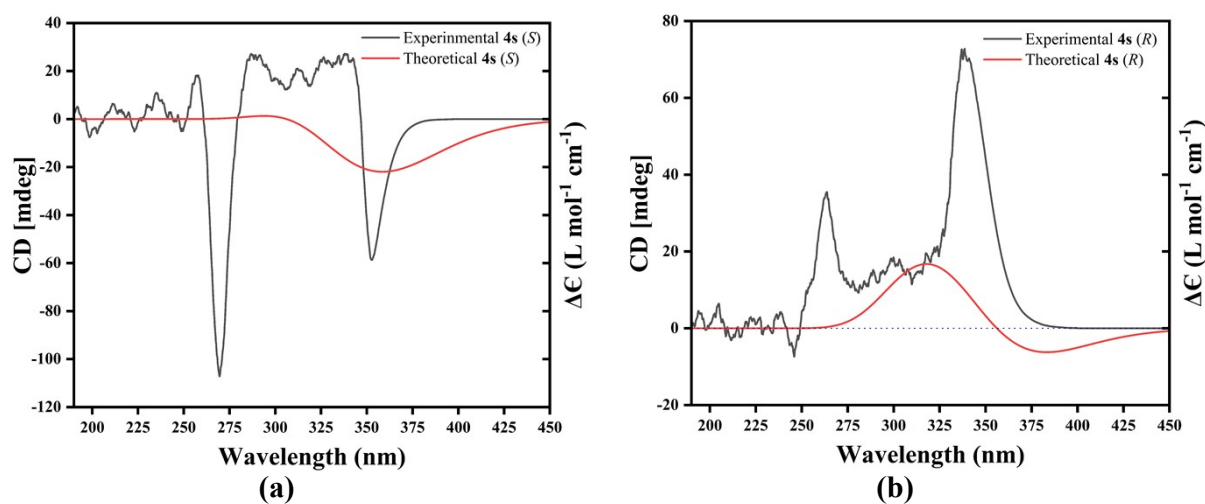 40
20
0
-20
-40
-60
-80
-100
-120
CD [mdeg]
Experimental 4s (S)
Theoretical 4s (S)
ΔЄ (L mol-1 cm-1)
200 225 250 275 300 325 350 375 400 425 450
Wavelength (nm)
(a)
80
60
40
20
0
-20
CD [mdeg]
Experimental 4s (R)
Theoretical 4s (R)
ΔЄ (L mol-1 cm-1)
200 225 250 275 300 325 350 375 400 425 450
Wavelength (nm)
(b)